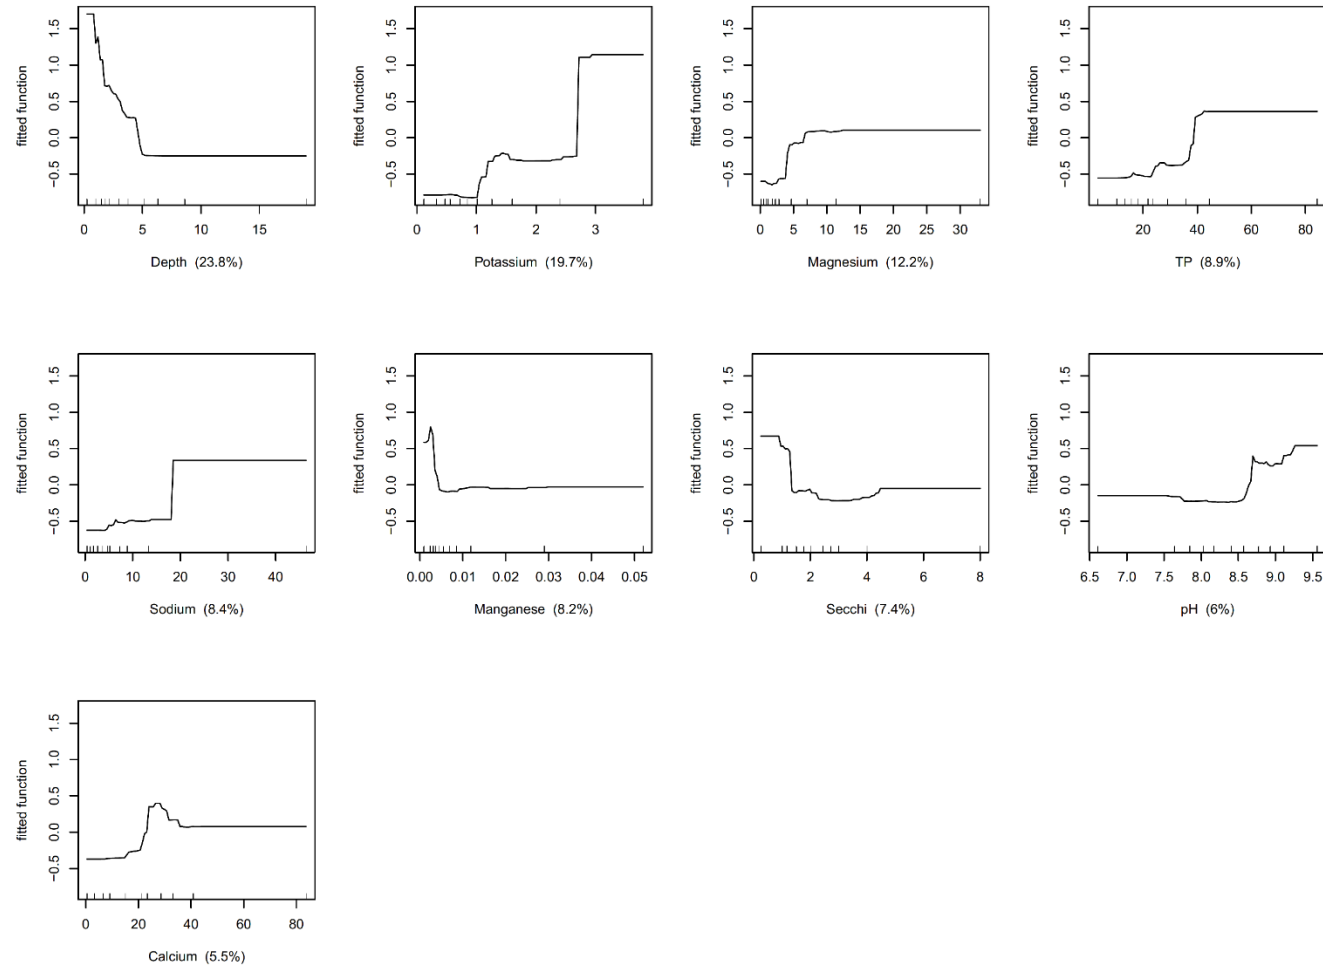 fitted function
-0.5 0.0 0.5 1.0 1.5
0 5 10 15
Depth (23.8%)
fitted function
-0.5 0.0 0.5 1.0 1.5
0 1 2 3
Potassium (19.7%)
fitted function
-0.5 0.0 0.5 1.0 1.5
0 5 10 15 20 25 30
Magnesium (12.2%)
fitted function
-0.5 0.0 0.5 1.0 1.5
20 40 60 80
TP (8.9%)
fitted function
-0.5 0.0 0.5 1.0 1.5
0 10 20 30 40
Sodium (8.4%)
fitted function
-0.5 0.0 0.5 1.0 1.5
0.00 0.01 0.02 0.03 0.04 0.05
Manganese (8.2%)
fitted function
-0.5 0.0 0.5 1.0 1.5
0 2 4 6 8
Secchi (7.4%)
fitted function
-0.5 0.0 0.5 1.0 1.5
6.5 7.0 7.5 8.0 8.5 9.0 9.5
pH (6%)
fitted function
-0.5 0.0 0.5 1.0 1.5
0 20 40 60 80
Calcium (5.5%)